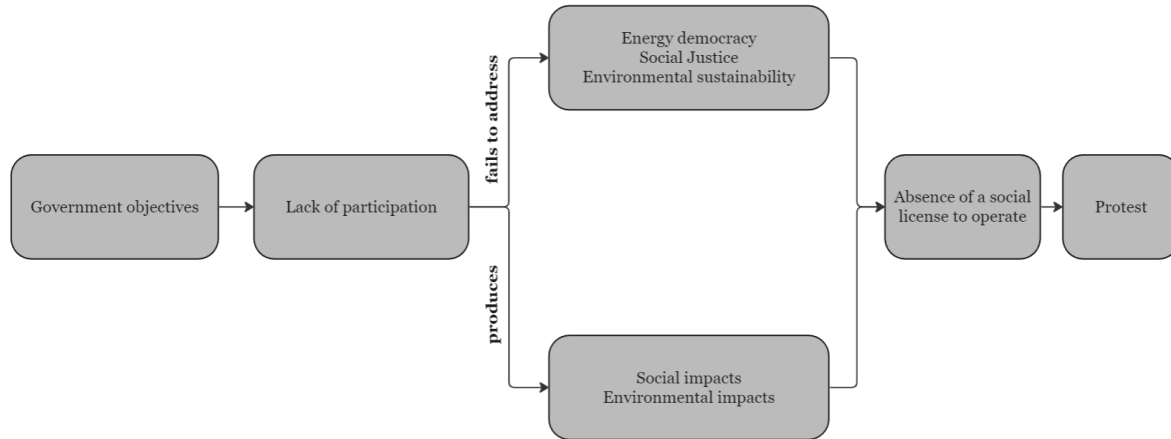 Government objectives
Lack of participation
fails to address
Energy democracy
Social Justice
Environmental sustainability
produces
Social impacts
Environmental impacts
Absence of a social
license to operate
Protest